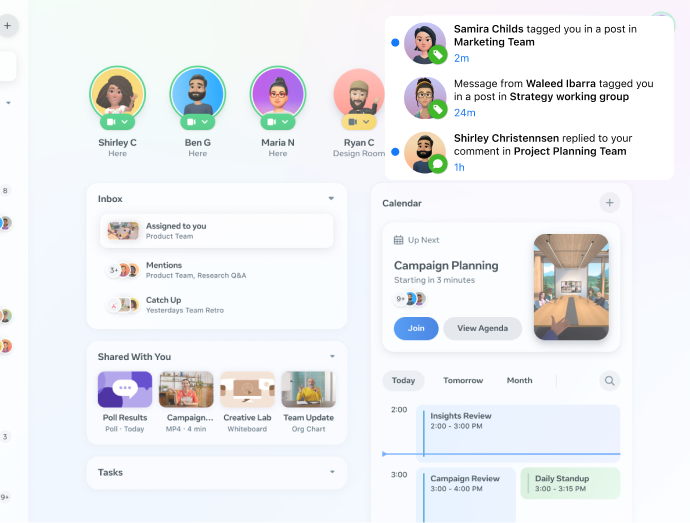 +
Samira Childs tagged you in a post in
Marketing Team
2m
Message from Waleed Ibarra tagged you
in a post in Strategy working group
24m
Shirley Christennsen replied to your
comment in Project Planning Team
1h
Shirley C
Here
Ben G
Here
Maria N
Here
Ryan C
Design Room
8
3
9+
Inbox
Assigned to you
Product Team
3+
Mentions
Product Team, Research Q&A
Catch Up
Yesterdays Team Retro
Shared With You
Poll Results
Poll · Today
Campaign...
MP4 · 4 min
Creative Lab
Whiteboard
Team Update
Org Chart
Tasks
Calendar
+
Up Next
Campaign Planning
Starting in 3 minutes
9+
Join
View Agenda
Today
Tomorrow
Month
2:00
Insights Review
2:00 - 3:00 PM
3:00
Campaign Review
3:00 - 4:00 PM
Daily Standup
3:00 - 3:15 PM